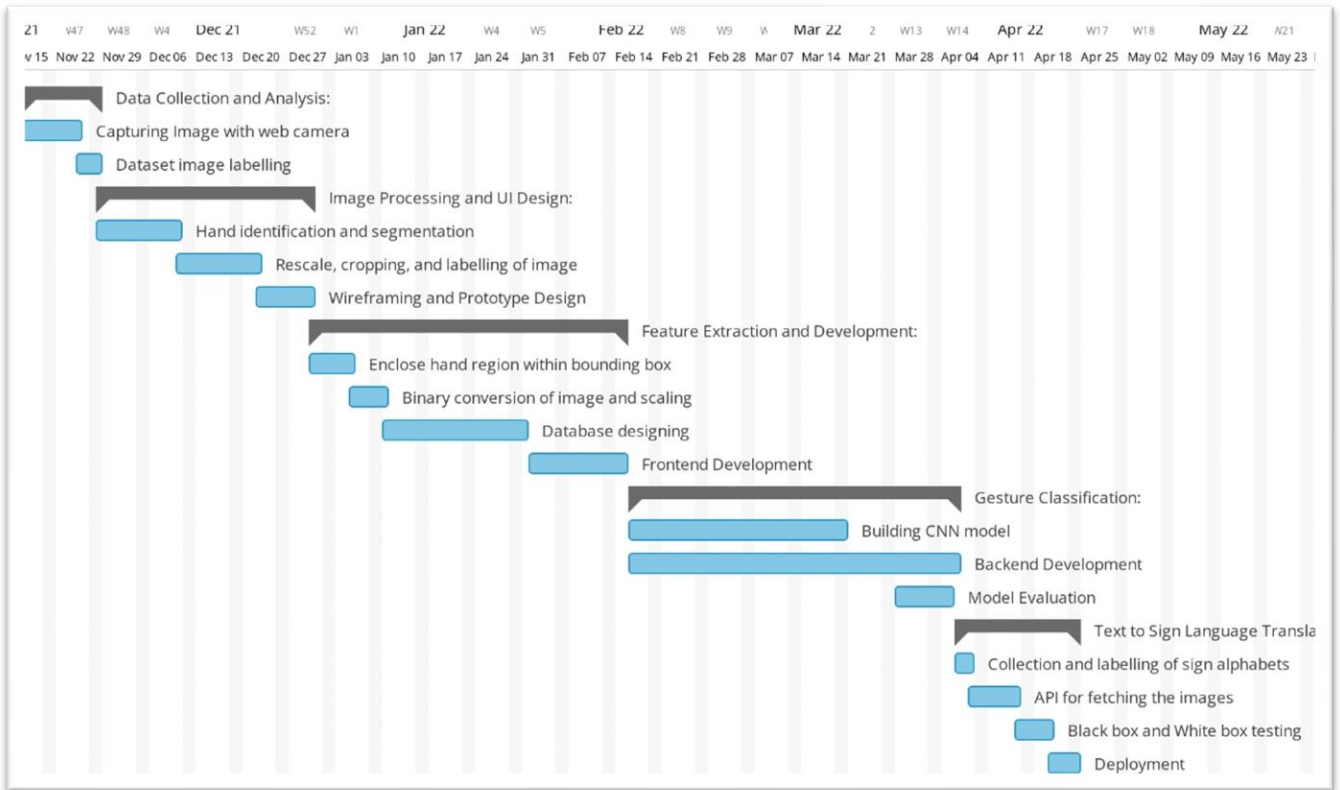 21 W47 W48 W4 Dec 21 W52 W1 Jan 22 W4 W5 Feb 22 W8 W9 W Mar 22 2 W13 W14 Apr 22 W17 W18 May 22 W21
v 15 Nov 22 Nov 29 Dec 06 Dec 13 Dec 20 Dec 27 Jan 03 Jan 10 Jan 17 Jan 24 Jan 31 Feb 07 Feb 14 Feb 21 Feb 28 Mar 07 Mar 14 Mar 21 Mar 28 Apr 04 Apr 11 Apr 18 Apr 25 May 02 May 09 May 16 May 23
Data Collection and Analysis:
Capturing Image with web camera
Dataset image labelling
Image Processing and UI Design:
Hand identification and segmentation
Rescale, cropping, and labelling of image
Wireframing and Prototype Design
Feature Extraction and Development:
Enclose hand region within bounding box
Binary conversion of image and scaling
Database designing
Frontend Development
Gesture Classification:
Building CNN model
Backend Development
Model Evaluation
Text to Sign Language Transla
Collection and labelling of sign alphabets
API for fetching the images
Black box and White box testing
Deployment